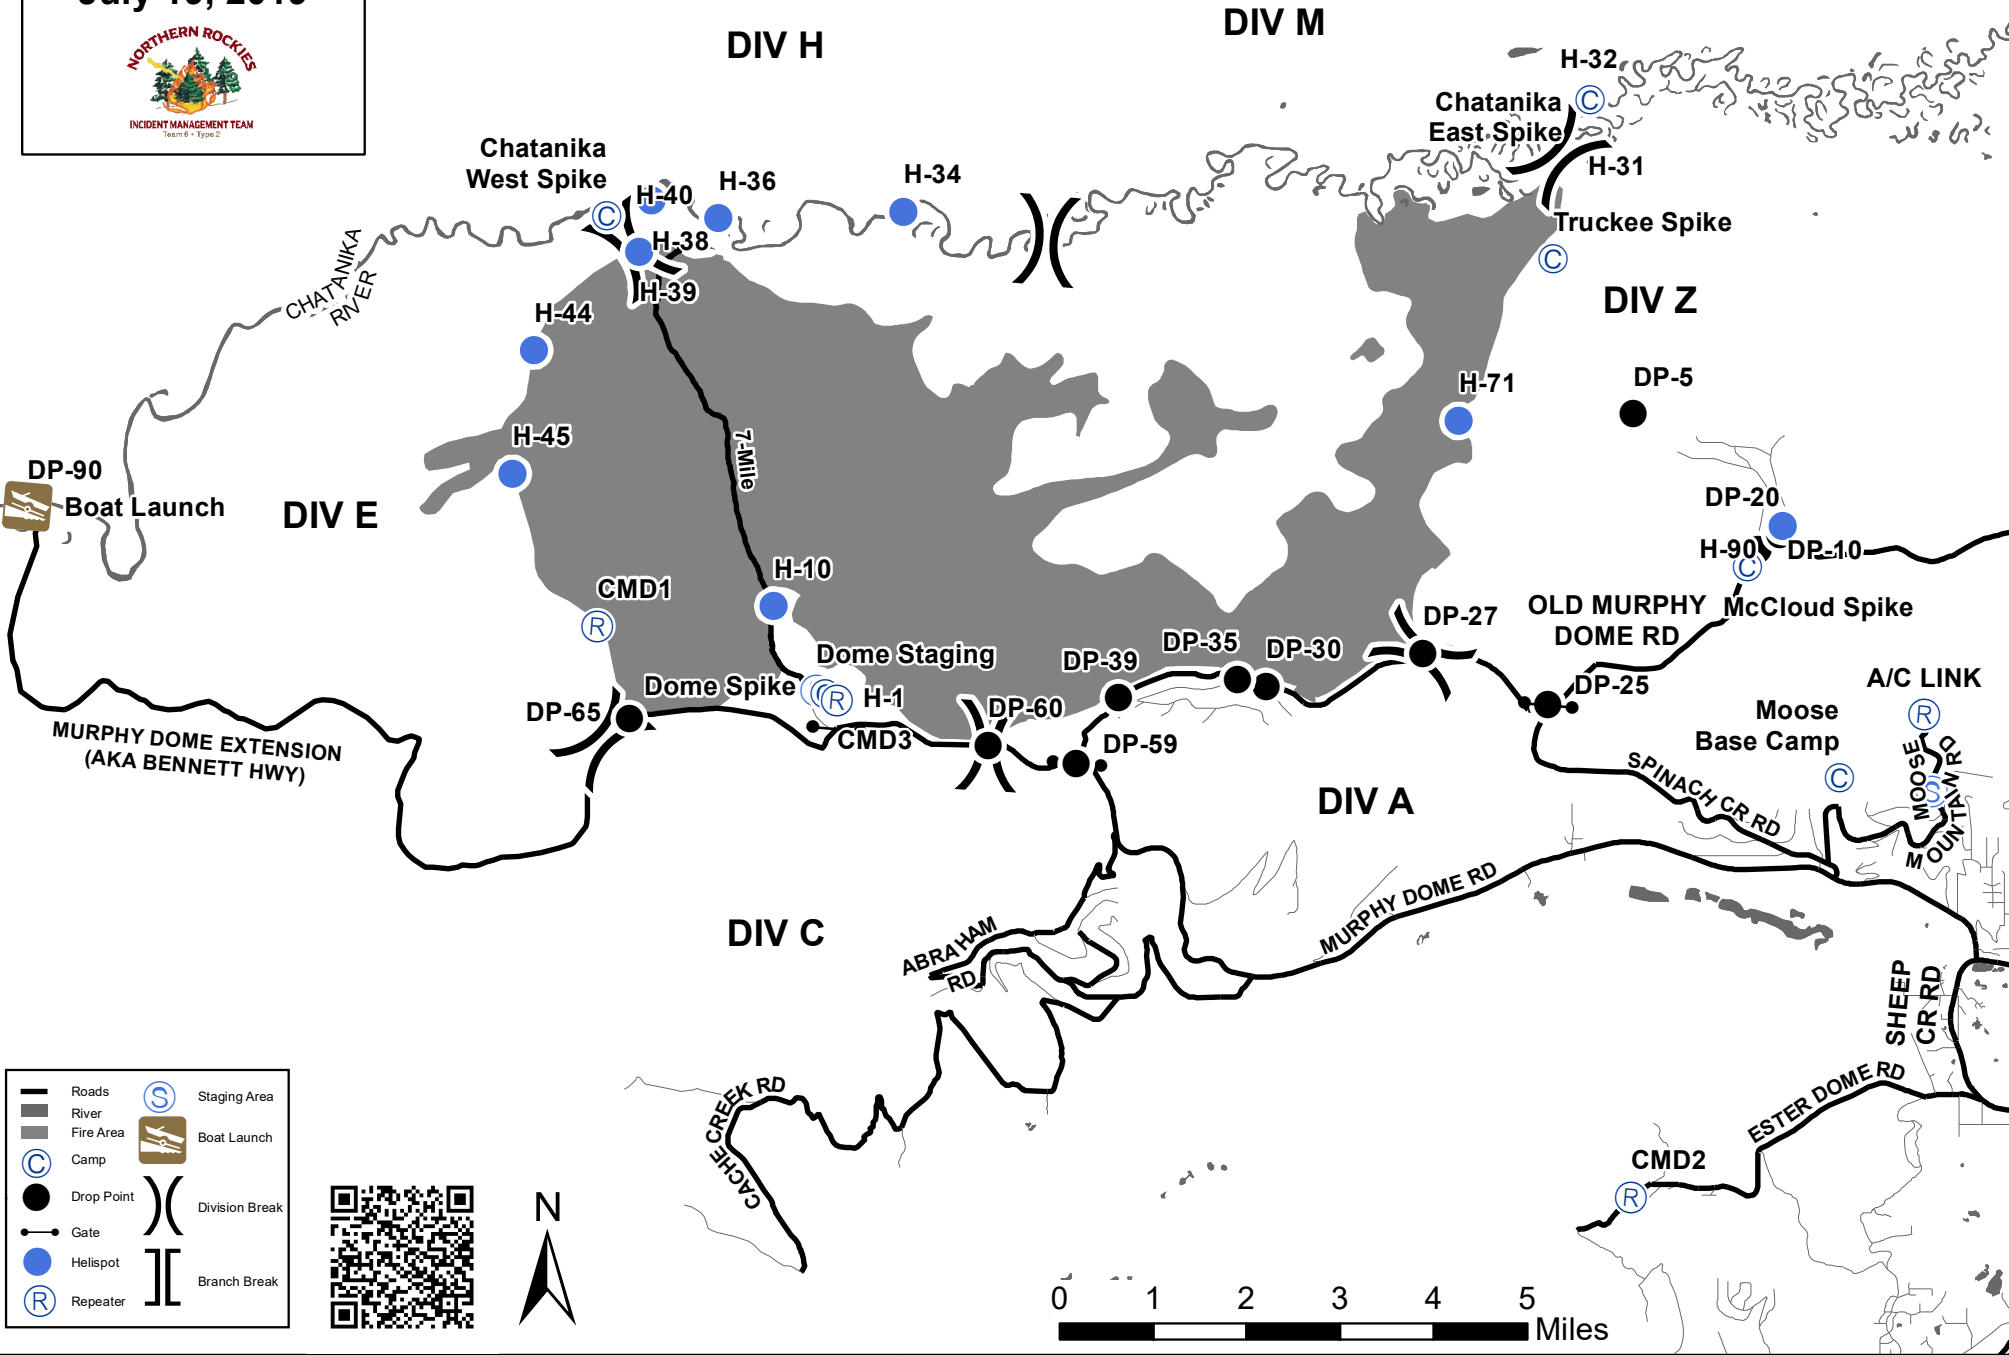 NORTHERN ROCKIES
INCIDENT MANAGEMENT TEAM
Team 6 • Type 2
DIV H
DIV M
H-32
Chatanika
East Spike
H-31
Chatanika
West Spike
H-40
H-36
H-34
H-38
H-39
Truckee Spike
CHATANIKA
RIVER
DIV Z
H-44
H-71
DP-5
H-45
7-Mile
DP-90
Boat Launch
DIV E
DP-20
H-90
DP-10
McCloud Spike
H-10
CMD1
OLD MURPHY
DOME RD
DP-27
DP-35
DP-30
DP-39
Dome Staging
Dome Spike
H-1
CMD3
DP-65
DP-60
DP-59
DP-25
A/C LINK
Moose
Base Camp
MOOSE
MOUNTAIN RD
MURPHY DOME EXTENSION
(AKA BENNETT HWY)
SPINACH CR RD
DIV A
MURPHY DOME RD
DIV C
ABRAHAM
RD
SHEEP
CR RD
CACHE CREEK RD
ESTER DOME RD
CMD2
Roads
River
Fire Area
C Camp
Drop Point
Gate
Helispot
R Repeater
S Staging Area
Boat Launch
Division Break
Branch Break
N
0 1 2 3 4 5
Miles